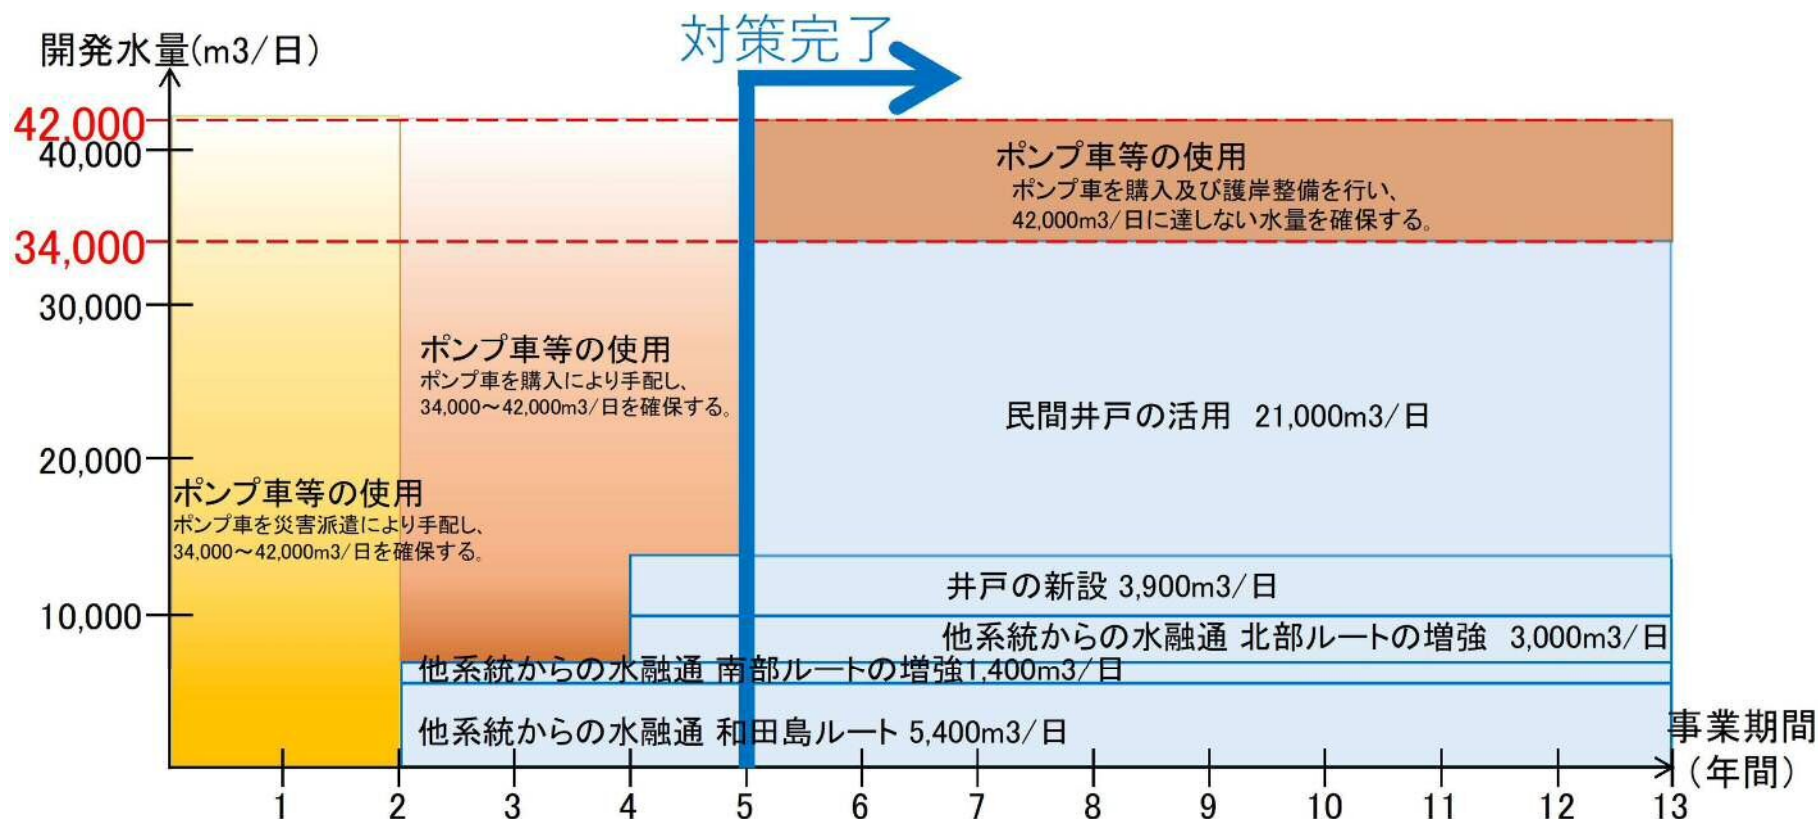 対策完了
開発水量(m3/日)
42,000
40,000
34,000
30,000
20,000
10,000
ポンプ車等の使用
ポンプ車を購入及び護岸整備を行い、
42,000m3/日に達しない水量を確保する。
ポンプ車等の使用
ポンプ車を購入により手配し、
34,000～42,000m3/日を確保する。
民間井戸の活用 21,000m3/日
ポンプ車等の使用
ポンプ車を災害派遣により手配し、
34,000～42,000m3/日を確保する。
井戸の新設 3,900m3/日
他系統からの水融通 北部ルートの増強 3,000m3/日
他系統からの水融通 南部ルートの増強1,400m3/日
他系統からの水融通 和田島ルート 5,400m3/日
事業期間
(年間)
1 2 3 4 5 6 7 8 9 10 11 12 13